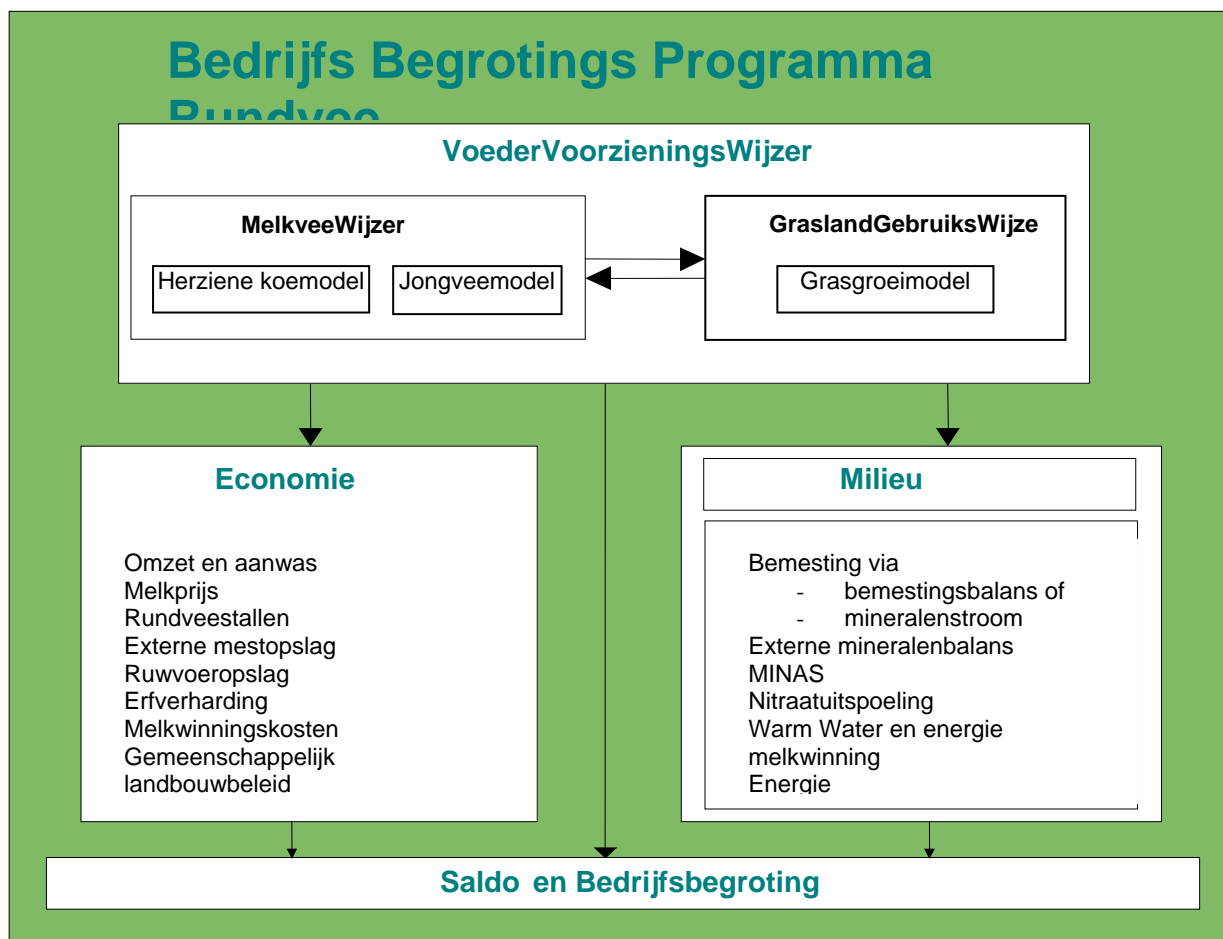 Bedrijfs Begrotings Programma
Rundvee
VoederVoorzieningsWijzer
MelkveeWijzer
Herziene koemodel
Jongveemodel
GraslandGebruiksWijze
Grasgroeimodel
Economie
Omzet en aanwas
Melkprijs
Rundveestallen
Externe mestopslag
Ruwvoeropslag
Erfverharding
Melkwinningskosten
Gemeenschappelijk
landbouwbeleid
Milieu
Bemesting via
- bemestingsbalans of
- mineralenstroom
Externe mineralenbalans
MINAS
Nitraatuitspoeling
Warm Water en energie
melkwinning
Energie
Saldo en Bedrijfsbegroting